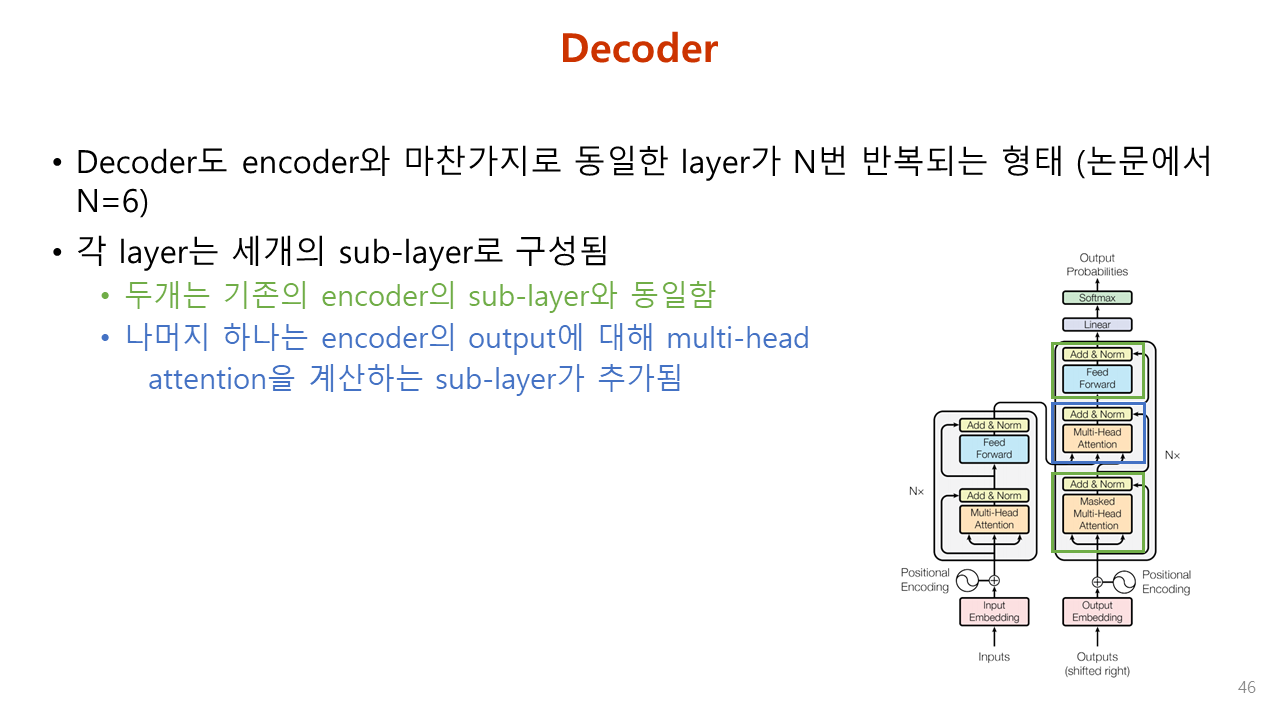 Decoder
• Decoder도 encoder와 마찬가지로 동일한 layer가 N번 반복되는 형태 (논문에서
N=6)
• 각 layer는 세개의 sub-layer로 구성됨
• 두개는 기존의 encoder의 sub-layer와 동일함
• 나머지 하나는 encoder의 output에 대해 multi-head
attention을 계산하는 sub-layer가 추가됨
Output
Probabilities
Softmax
Linear
Add & Norm
Feed
Forward
Add & Norm
Multi-Head
Attention
N×
Add & Norm
Masked
Multi-Head
Attention
Add & Norm
Feed
Forward
N×
Add & Norm
Multi-Head
Attention
Positional
Encoding
Positional
Encoding
Input
Embedding
Output
Embedding
Inputs
Outputs
(shifted right)
46